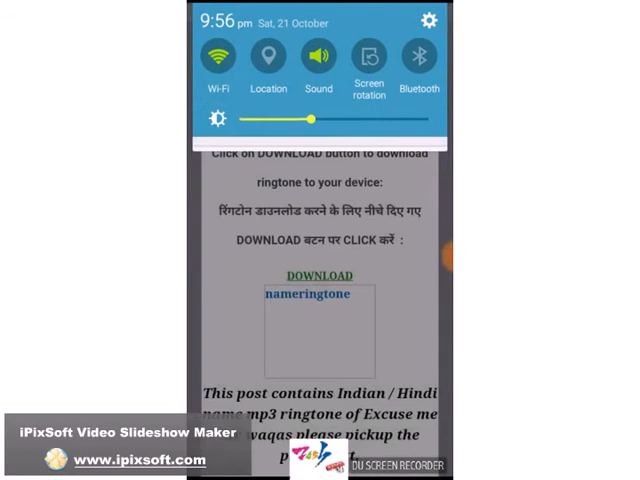 9:56 pm Sat, 21 October
Wi-Fi
Location
Sound
Screen rotation
Bluetooth
Click on DOWNLOAD button to download
ringtone to your device:
रिंगटोन डाउनलोड करने के लिए नीचे दिए गए
DOWNLOAD बटन पर CLICK करें :
DOWNLOAD
nameringtone
This post contains Indian / Hindi
name mp3 ringtone of Excuse me
waqas please pickup the
iPixSoft Video Slideshow Maker
www.ipixsoft.com
DU SCREEN RECORDER